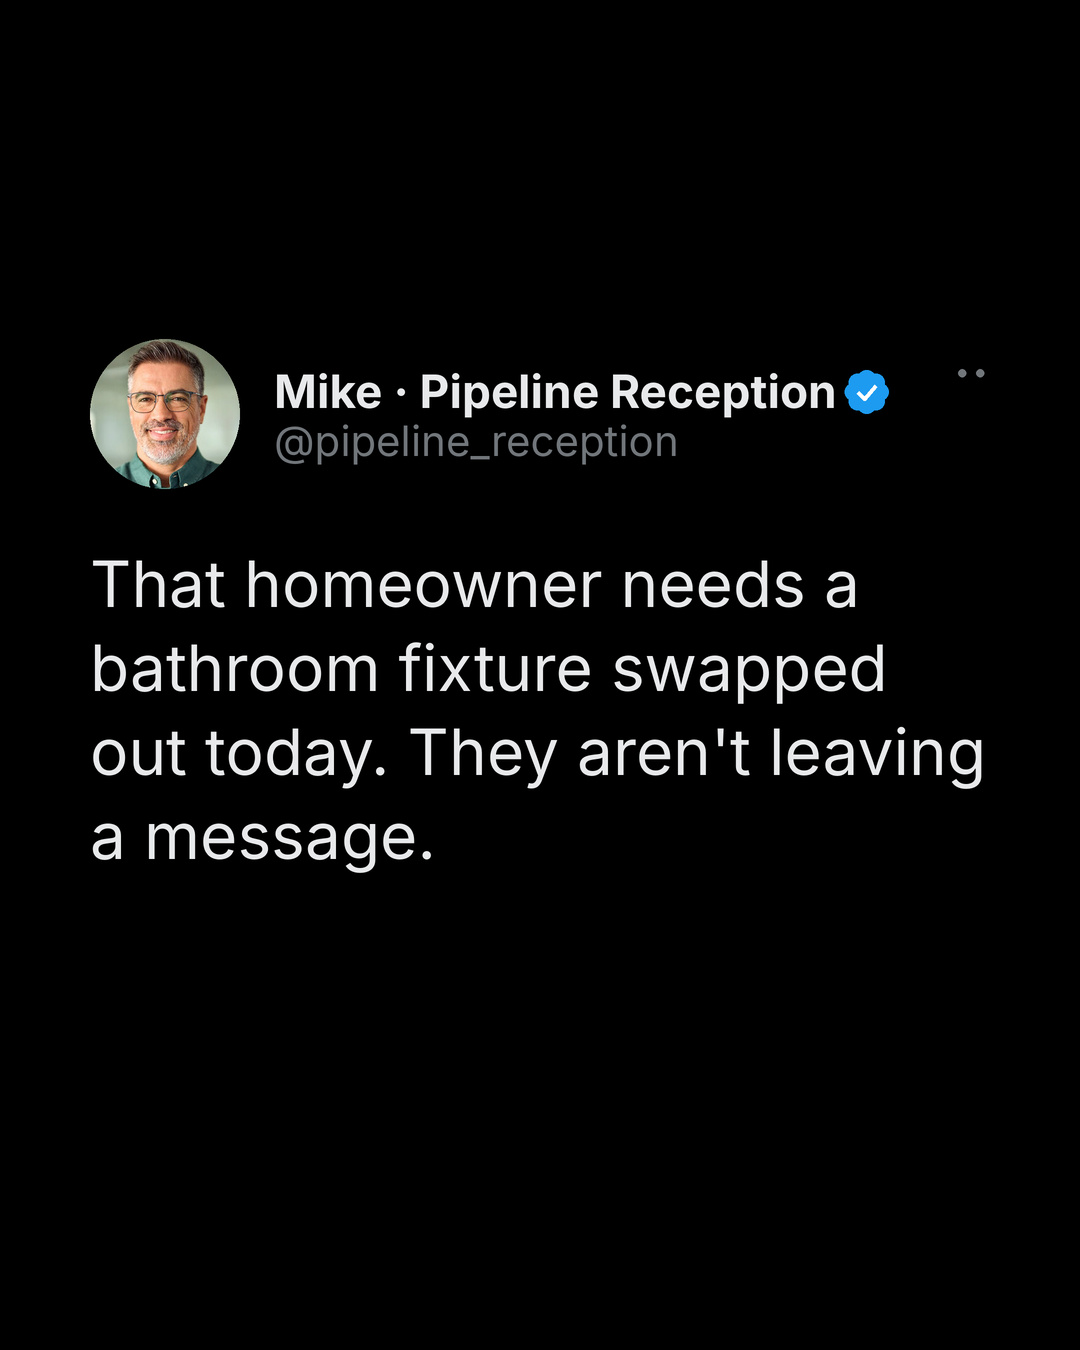 Mike · Pipeline Reception
@pipeline_reception
That homeowner needs a
bathroom fixture swapped
out today. They aren't leaving
a message.